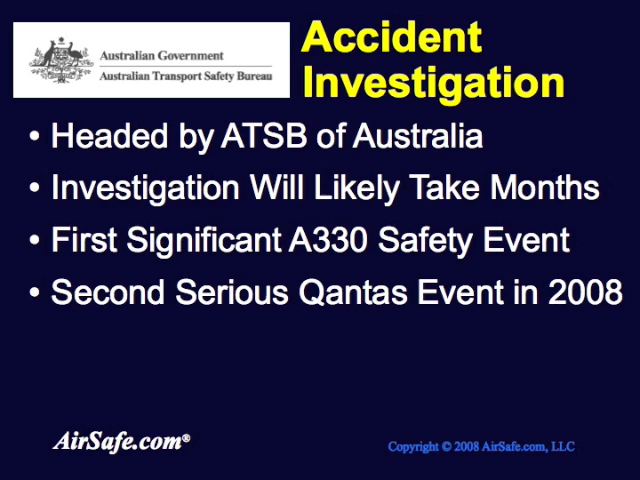 Australian Government
Australian Transport Safety Bureau
Accident
Investigation
• Headed by ATSB of Australia
• Investigation Will Likely Take Months
• First Significant A330 Safety Event
• Second Serious Qantas Event in 2008
AirSafe.com®
Copyright © 2008 AirSafe.com, LLC